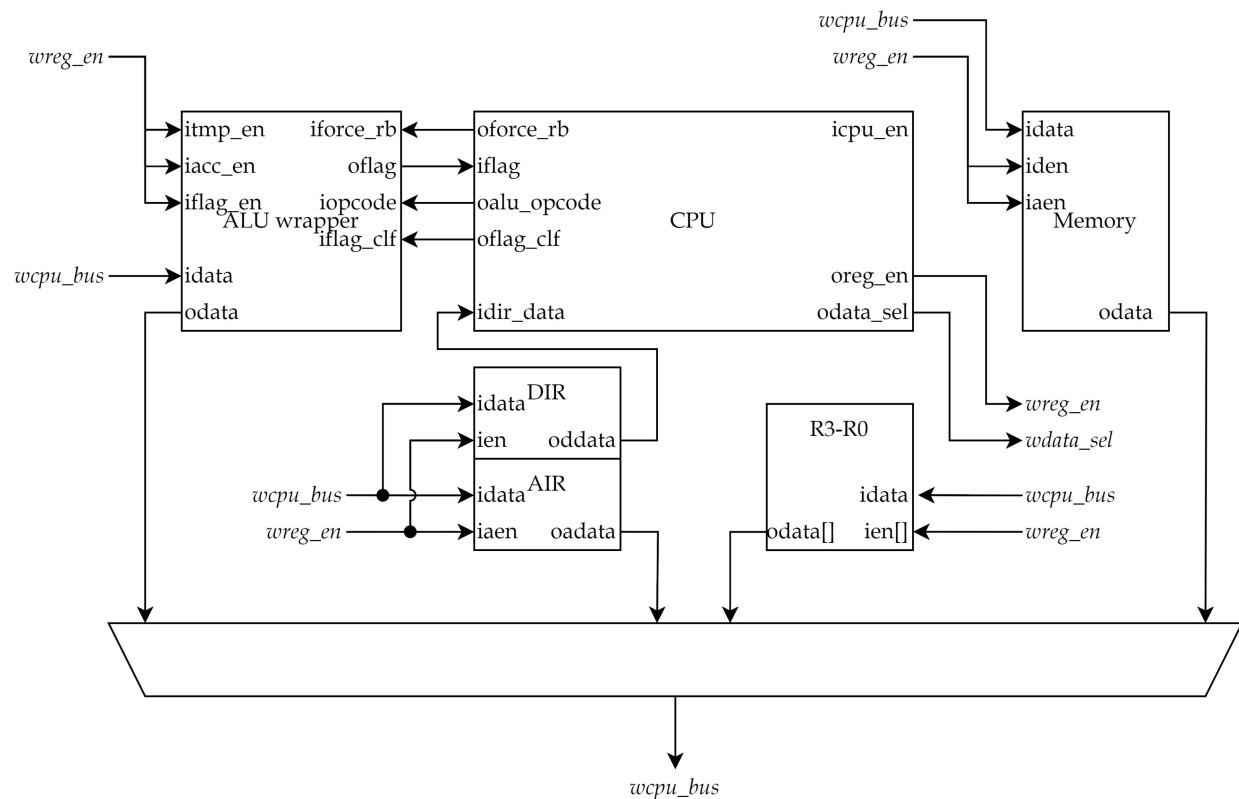 wcpu_bus
wreg_en
wreg_en
itmp_en
iforce_rb
oforce_rb
icpu_en
idata
iacc_en
oflag
iflag
iden
iflag_en
iopcode
oalu_opcode
iaen
ALU wrapper
CPU
Memory
iflag_clf
oflag_clf
wcpu_bus
idata
oreg_en
odata
idir_data
odata_sel
odata
DIR
idata
wreg_en
R3-R0
ien
oddata
wdata_sel
AIR
wcpu_bus
idata
idata
wcpu_bus
wreg_en
iaen
oadata
odata[]
ien[]
wreg_en
wcpu_bus